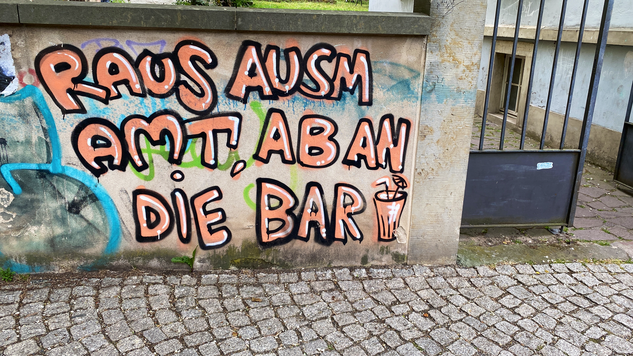 RAUS AUSM
AMT, AB AN
DiE BAR